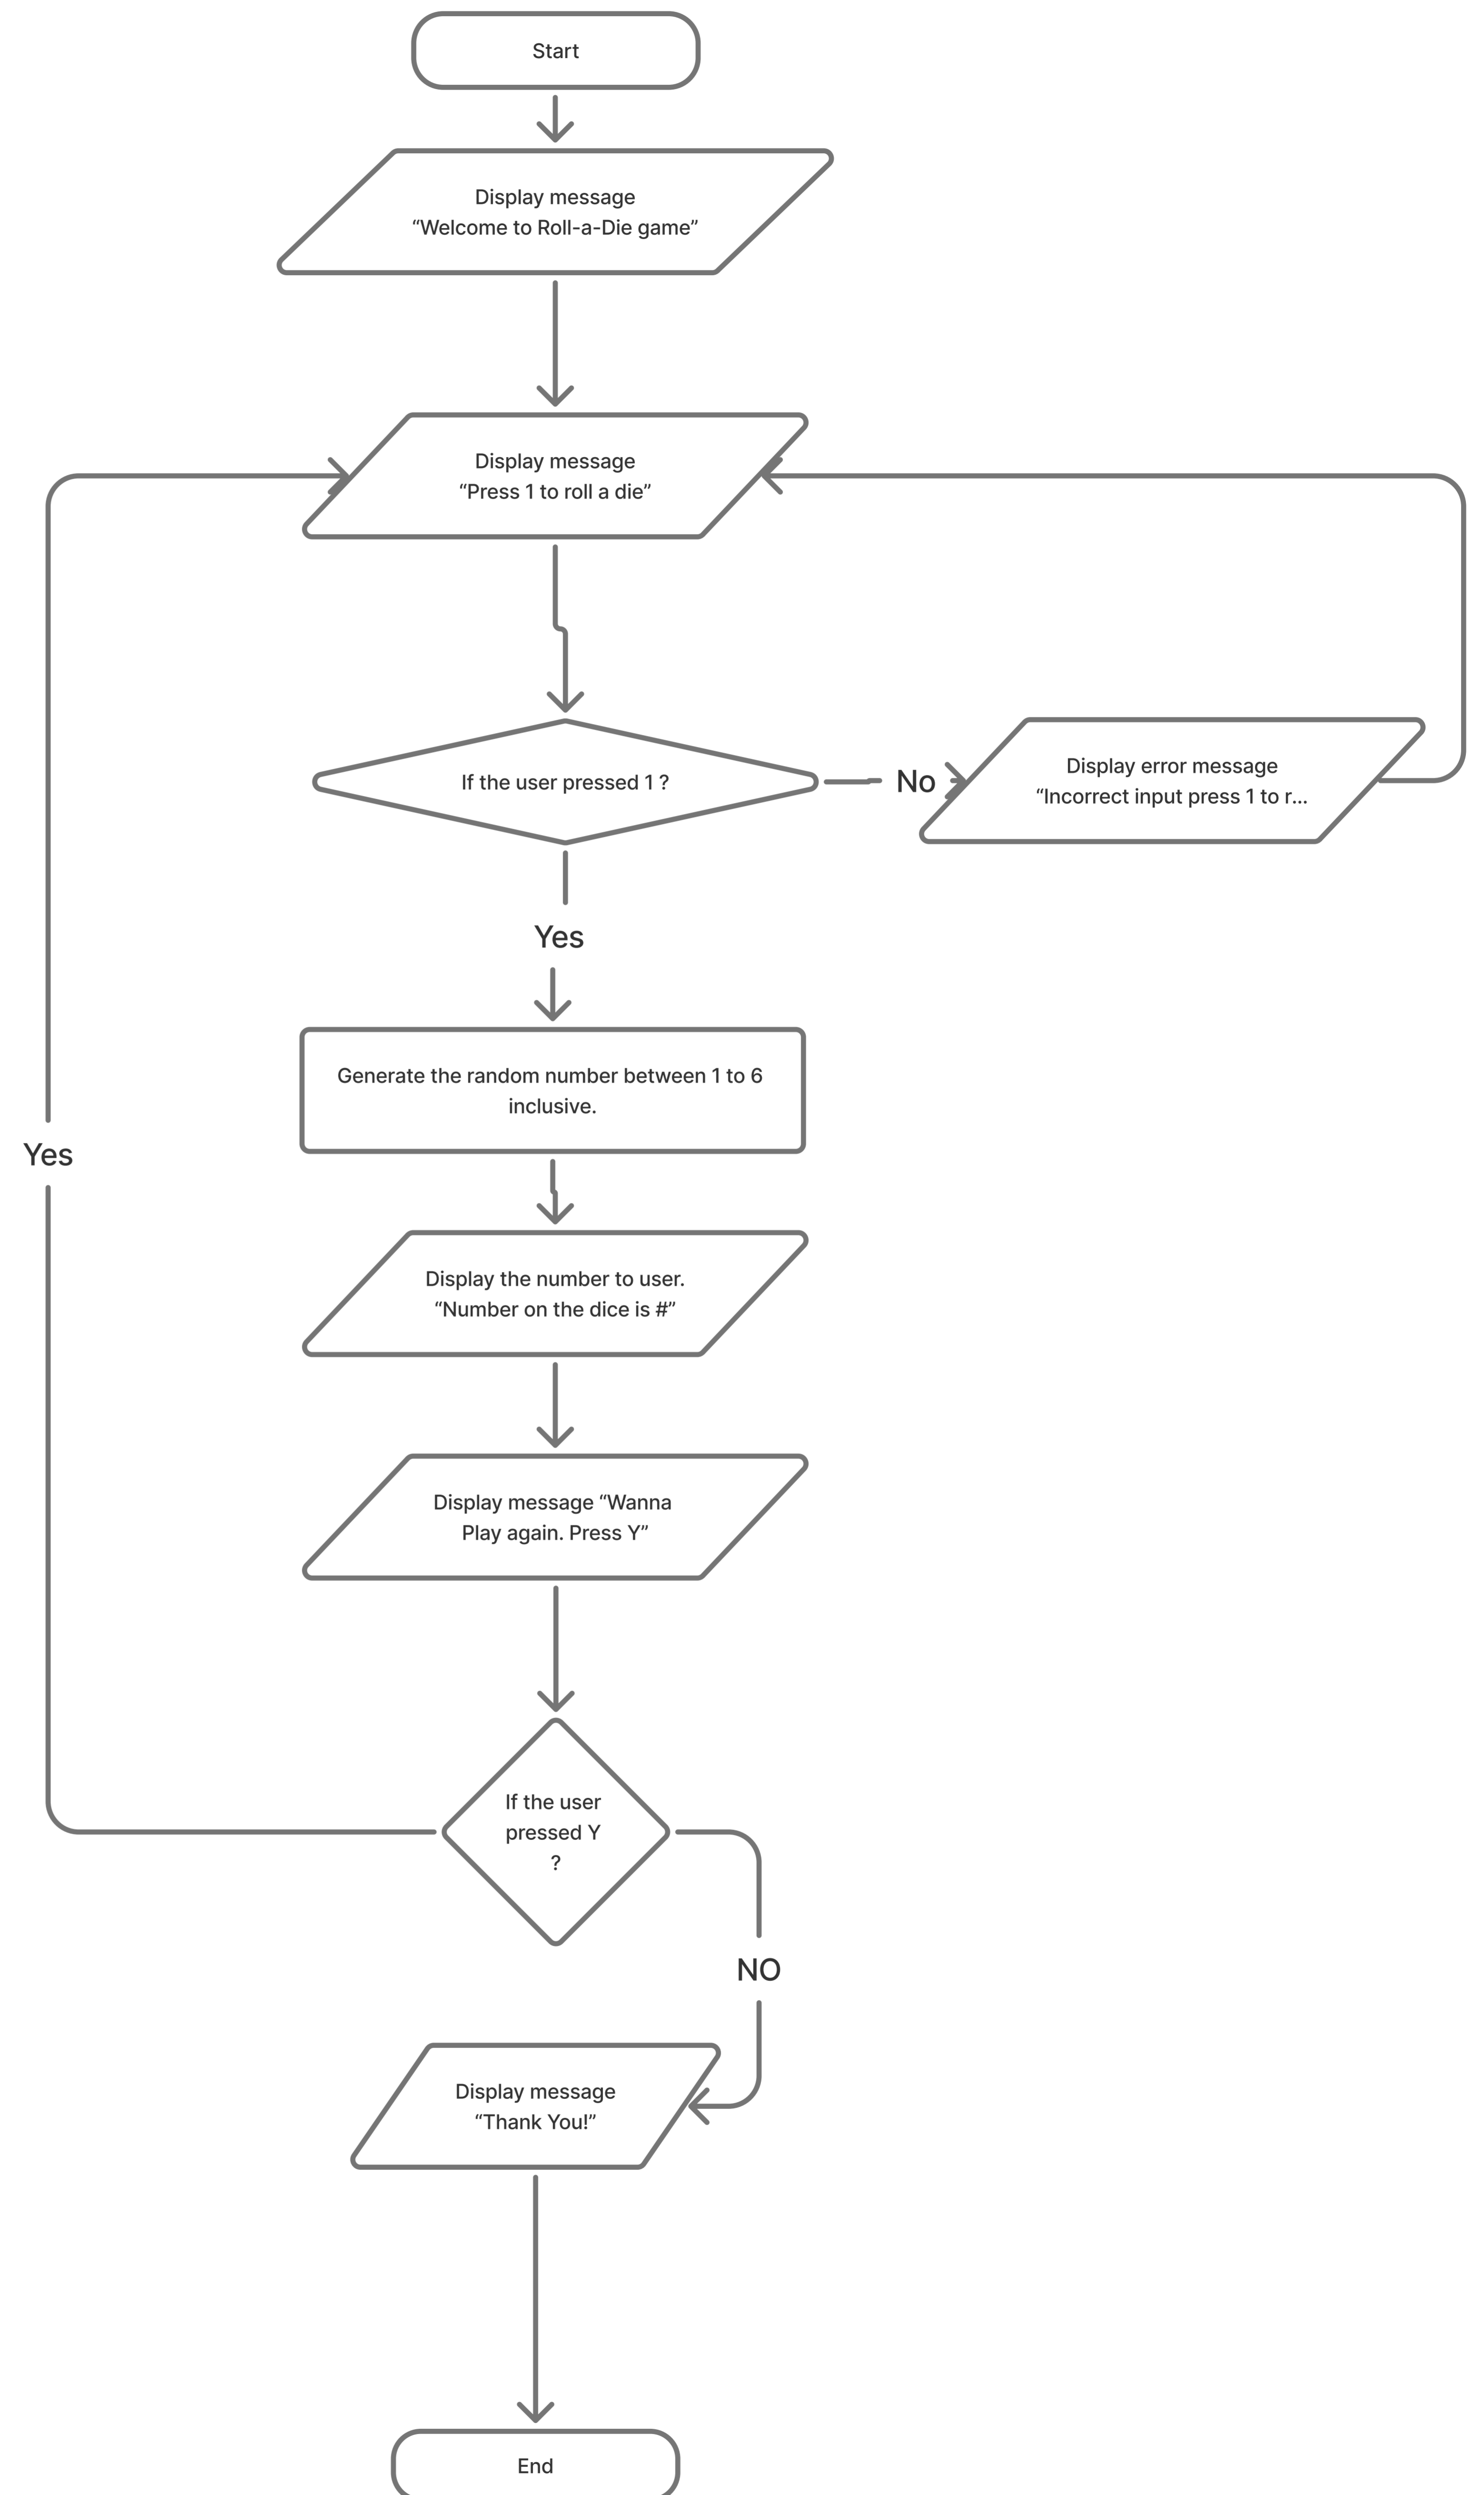 Start
Display message
“Welcome to Roll-a-Die game”
Display message
“Press 1 to roll a die”
If the user pressed 1 ?
No
Display error message
“Incorrect input press 1 to r...
Yes
Generate the random number between 1 to 6
inclusive.
Yes
Display the number to user.
“Number on the dice is #”
Display message “Wanna
Play again. Press Y”
If the user
pressed Y
?
NO
Display message
“Thank You!”
End